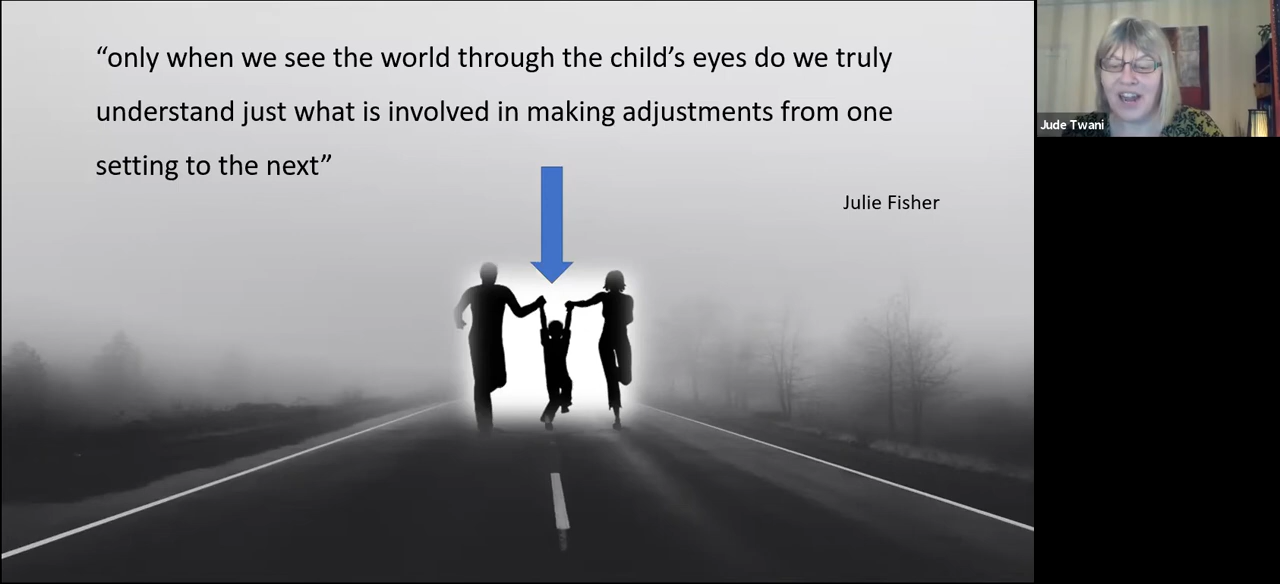 “only when we see the world through the child’s eyes do we truly
understand just what is involved in making adjustments from one
setting to the next”
Julie Fisher
Jude Twani